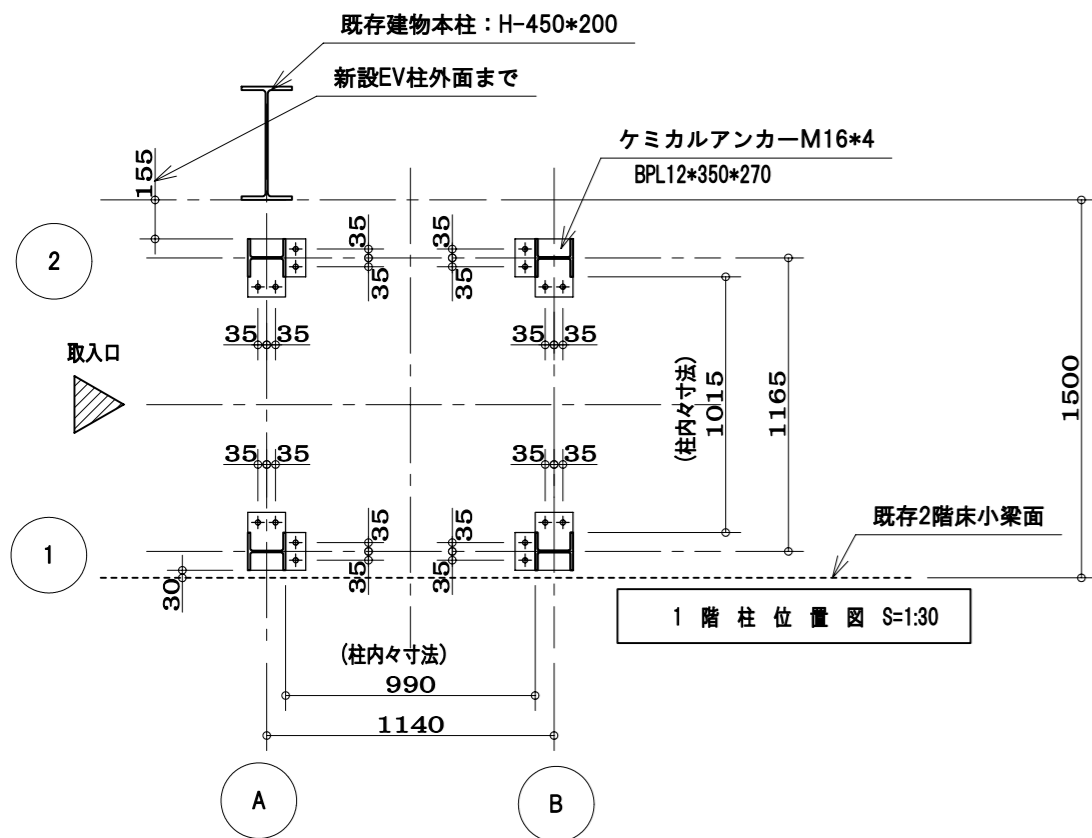 既存建物本柱：H-450*200
新設EV柱外面まで
ケミカルアンカーM16*4
BPL12*350*270
155
2
35
35
35
35
35 35
35 35
取入口
(柱内々寸法)
1015
1165
1500
35 35
35 35
35
35
35
35
1
30
既存2階床小梁面
1 階 柱 位 置 図 S=1:30
(柱内々寸法)
990
1140
A
B